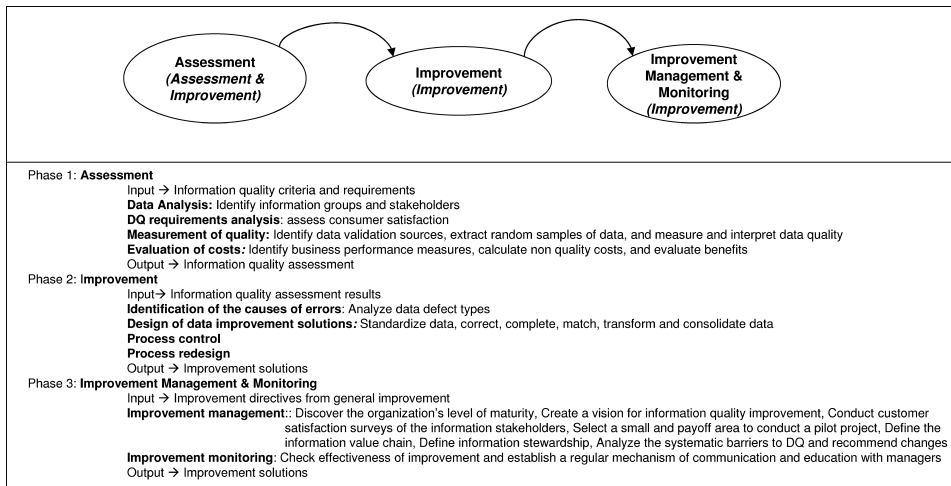 Assessment
(Assessment &
Improvement)
Improvement
(Improvement)
Improvement
Management &
Monitoring
(Improvement)
Phase 1: Assessment
Input → Information quality criteria and requirements
Data Analysis: Identify information groups and stakeholders
DQ requirements analysis: assess consumer satisfaction
Measurement of quality: Identify data validation sources, extract random samples of data, and measure and interpret data quality
Evaluation of costs: Identify business performance measures, calculate non quality costs, and evaluate benefits
Output → Information quality assessment
Phase 2: Improvement
Input→ Information quality assessment results
Identification of the causes of errors: Analyze data defect types
Design of data improvement solutions: Standardize data, correct, complete, match, transform and consolidate data
Process control
Process redesign
Output → Improvement solutions
Phase 3: Improvement Management & Monitoring
Input → Improvement directives from general improvement
Improvement management:: Discover the organization's level of maturity, Create a vision for information quality improvement, Conduct customer
satisfaction surveys of the information stakeholders, Select a small and payoff area to conduct a pilot project, Define the
information value chain, Define information stewardship, Analyze the systematic barriers to DQ and recommend changes
Improvement monitoring: Check effectiveness of improvement and establish a regular mechanism of communication and education with managers
Output → Improvement solutions